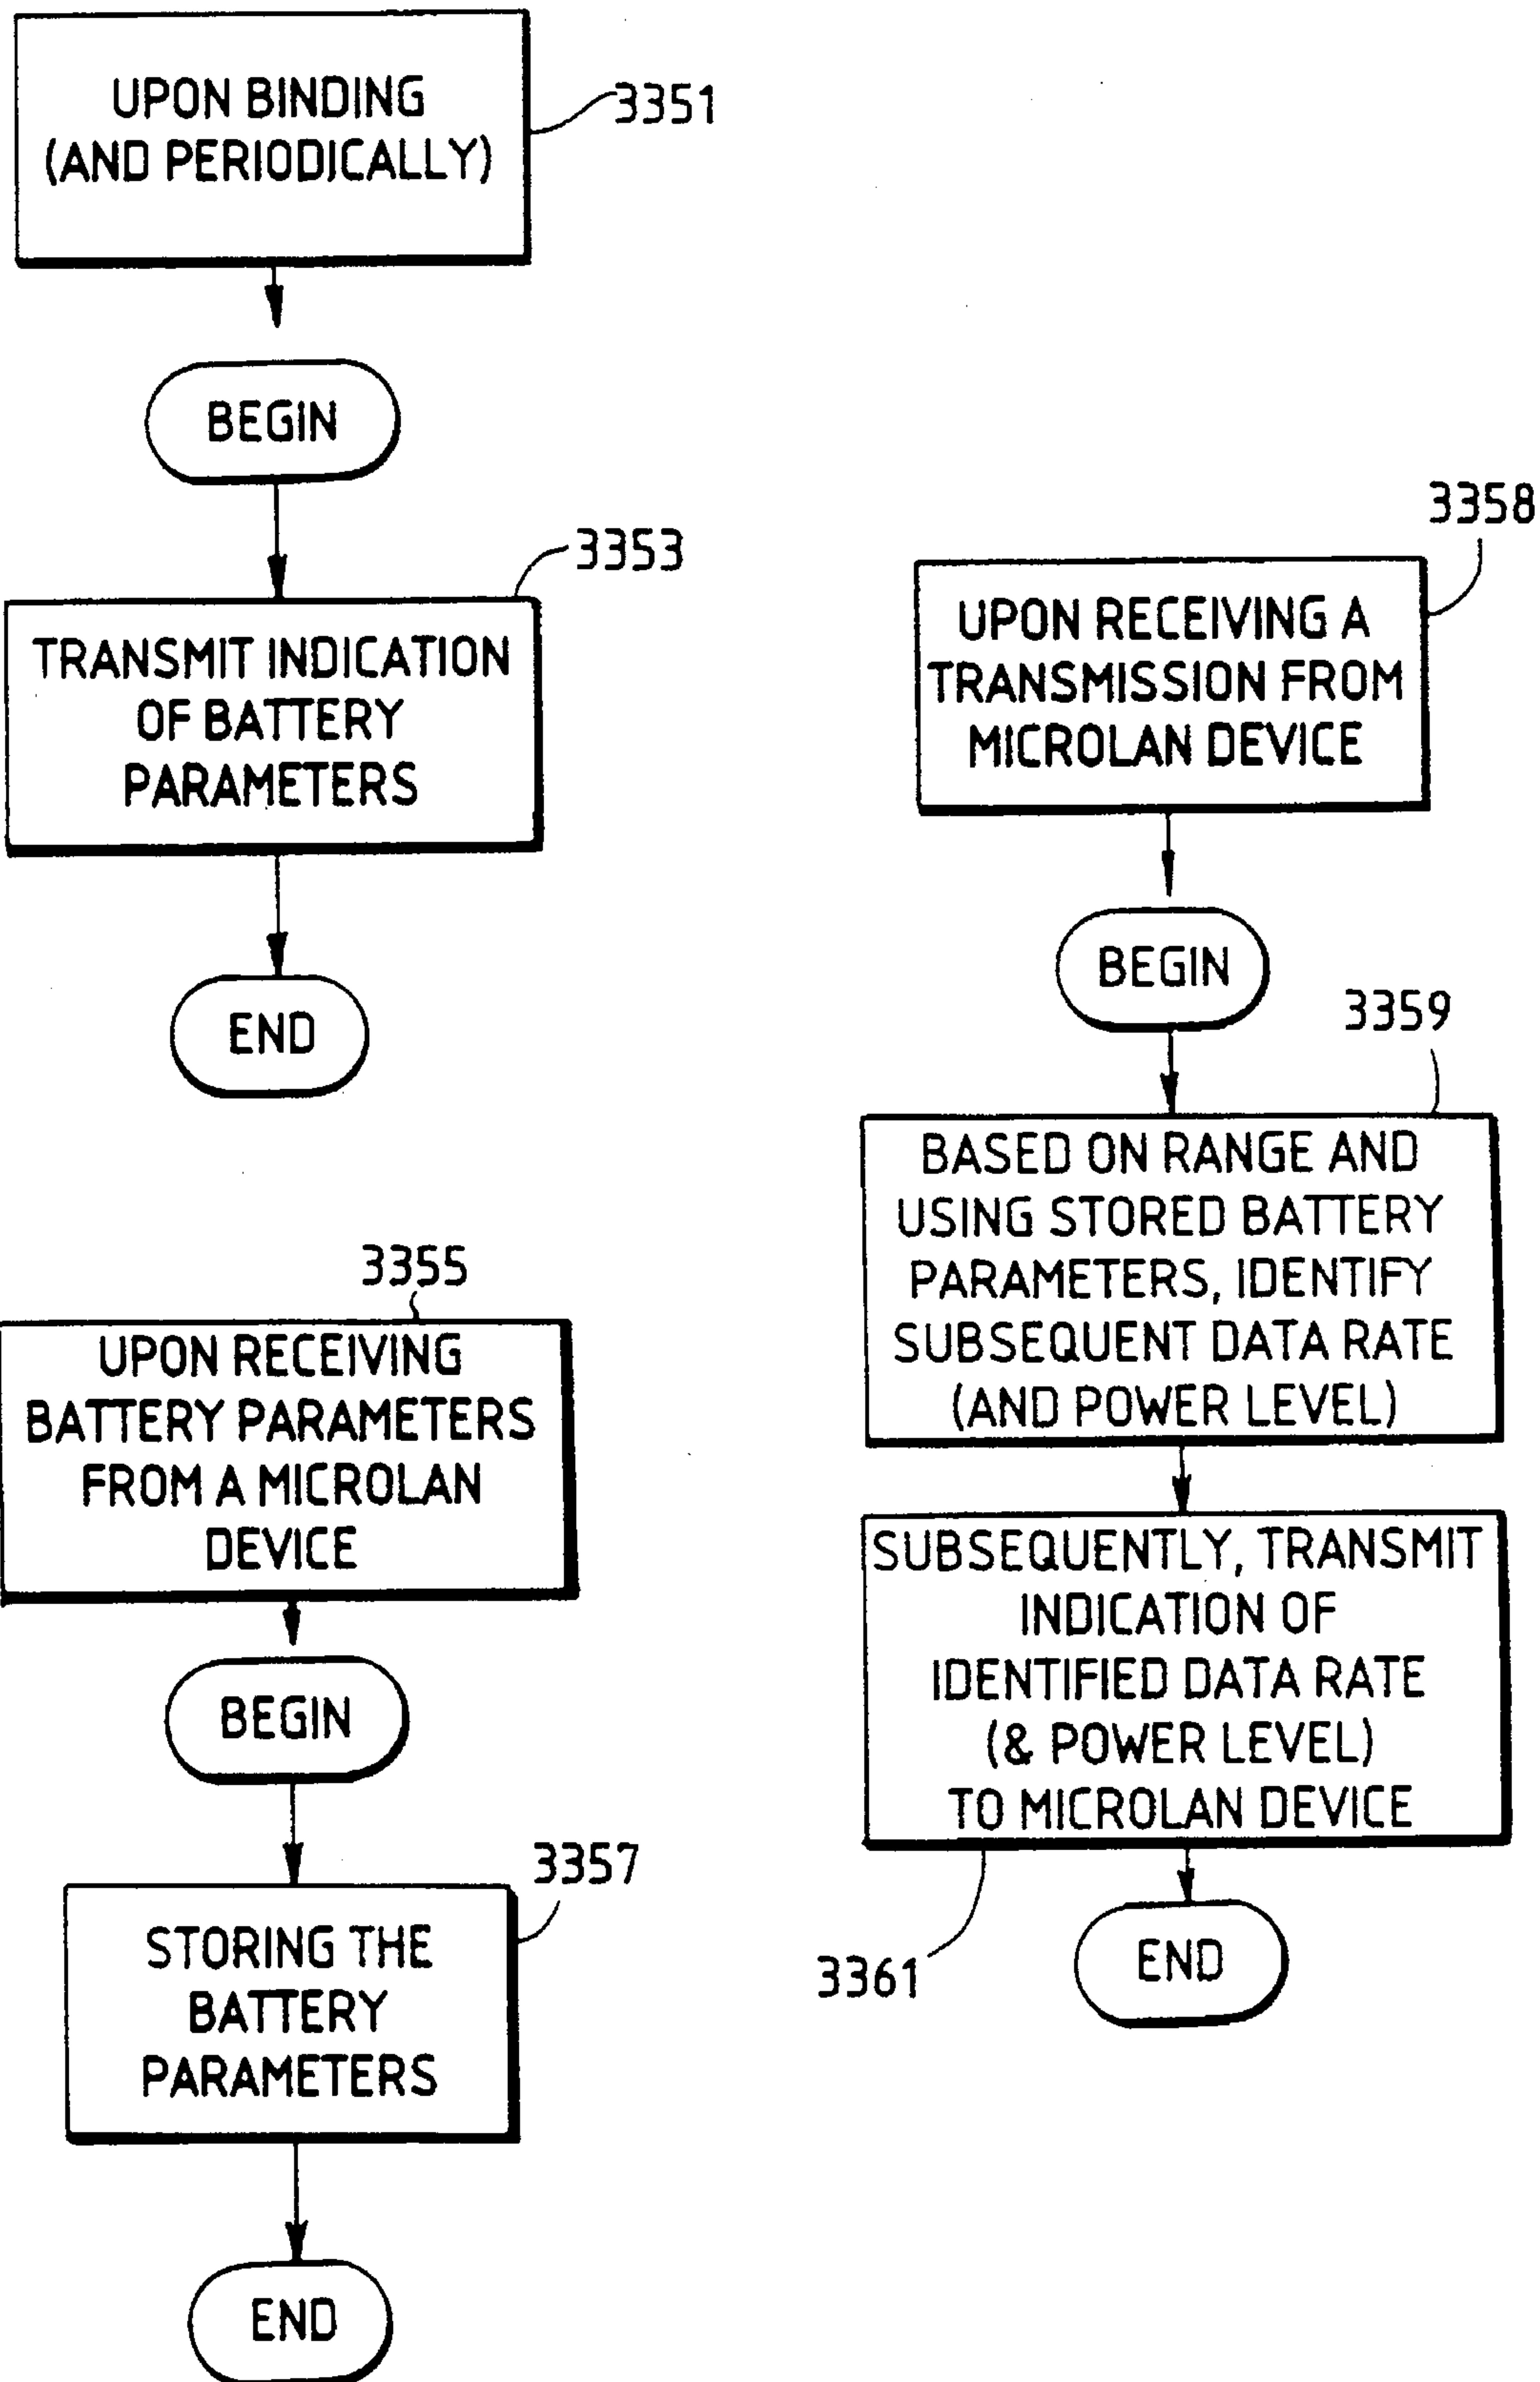 UPON BINDING
(AND PERIODICALLY)
3351
BEGIN
3353
TRANSMIT INDICATION
OF BATTERY
PARAMETERS
END
3355
UPON RECEIVING
BATTERY PARAMETERS
FROM A MICROLAN
DEVICE
BEGIN
3357
STORING THE
BATTERY
PARAMETERS
END
3358
UPON RECEIVING A
TRANSMISSION FROM
MICROLAN DEVICE
BEGIN
3359
BASED ON RANGE AND
USING STORED BATTERY
PARAMETERS, IDENTIFY
SUBSEQUENT DATA RATE
(AND POWER LEVEL)
SUBSEQUENTLY, TRANSMIT
INDICATION OF
IDENTIFIED DATA RATE
(& POWER LEVEL)
TO MICROLAN DEVICE
3361
END